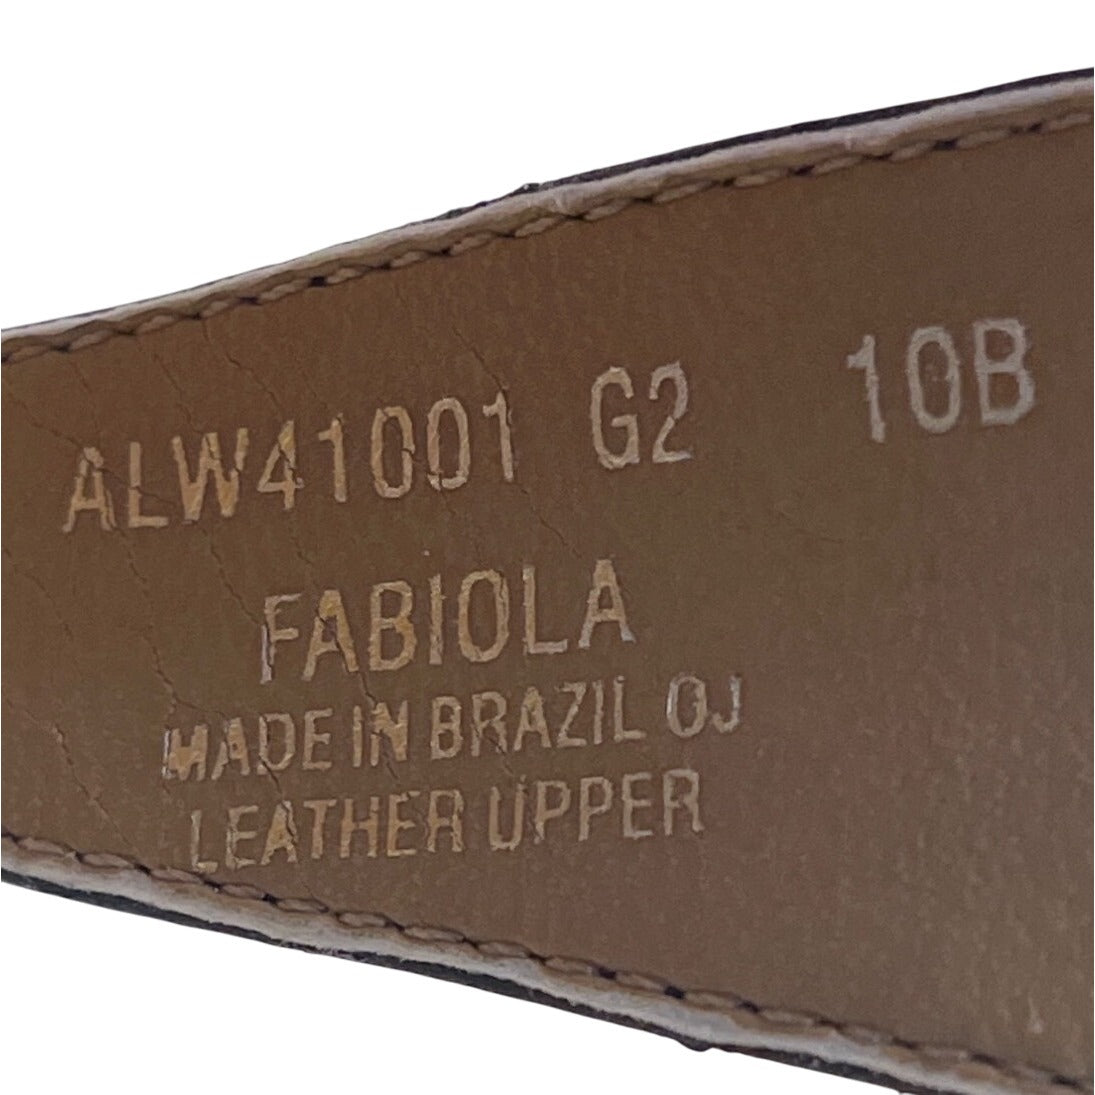 ALW41001 G2 10B
FABIOLA
MADE IN BRAZIL OJ
LEATHER UPPER